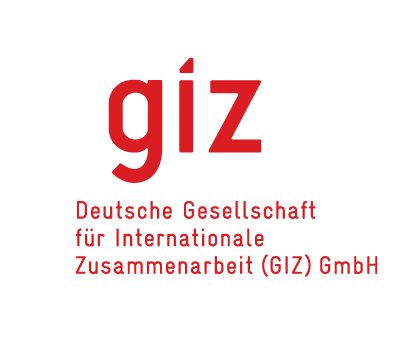 giz
Deutsche Gesellschaft
für Internationale
Zusammenarbeit (GIZ) GmbH